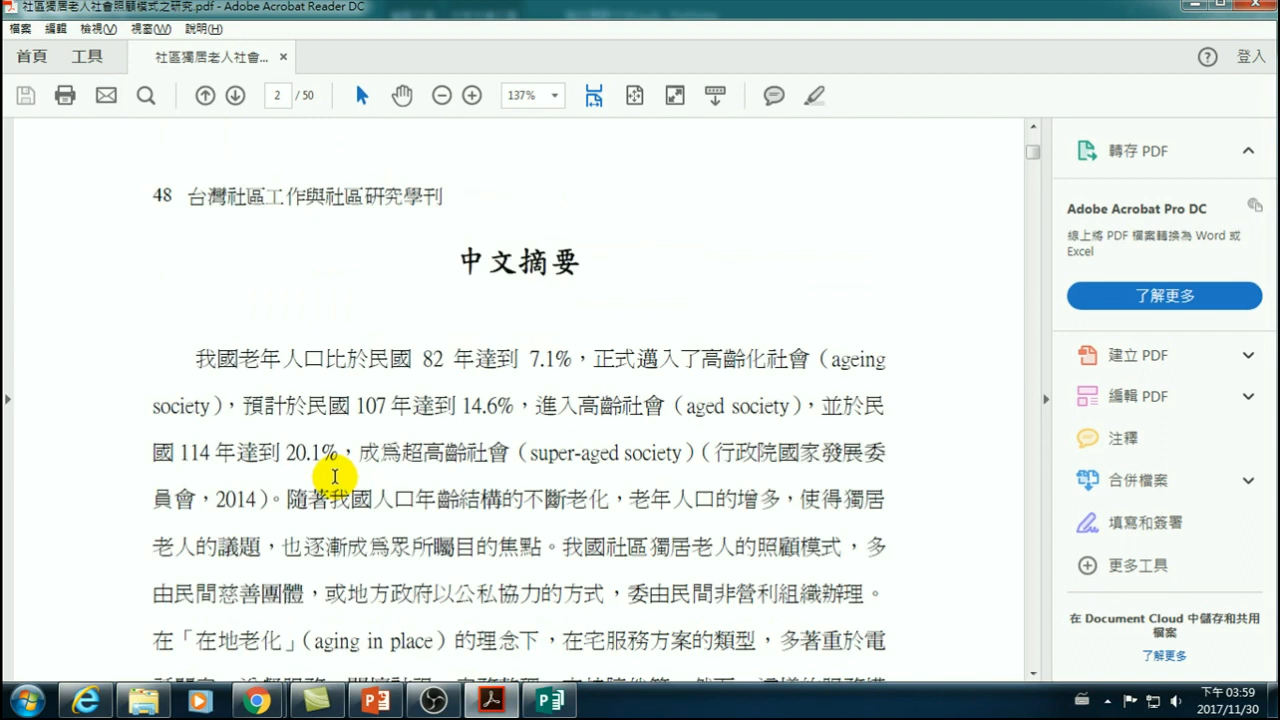 社區獨居老人社會照顧模式之研究.pdf - Adobe Acrobat Reader DC
檔案 編輯 檢視(V) 視窗(W) 說明(H)
首頁 工具 社區獨居老人社會... × 登入
2 / 50 137%
48 台灣社區工作與社區研究學刊
中文摘要
我國老年人口比於民國 82 年達到 7.1%，正式邁入了高齡化社會（ageing
society），預計於民國 107 年達到 14.6%，進入高齡社會（aged society），並於民
國 114 年達到 20.1%，成為超高齡社會（super-aged society）（行政院國家發展委
員會，2014）。隨著我國人口年齡結構的不斷老化，老年人口的增多，使得獨居
老人的議題，也逐漸成為眾所矚目的焦點。我國社區獨居老人的照顧模式，多
由民間慈善團體，或地方政府以公私協力的方式，委由民間非營利組織辦理。
在「在地老化」（aging in place）的理念下，在宅服務方案的類型，多著重於電
轉存 PDF
Adobe Acrobat Pro DC
線上將 PDF 檔案轉換為 Word 或
Excel
了解更多
建立 PDF
編輯 PDF
注釋
合併檔案
填寫和簽署
更多工具
在 Document Cloud 中儲存和共用
檔案
了解更多
下午 03:59
2017/11/30